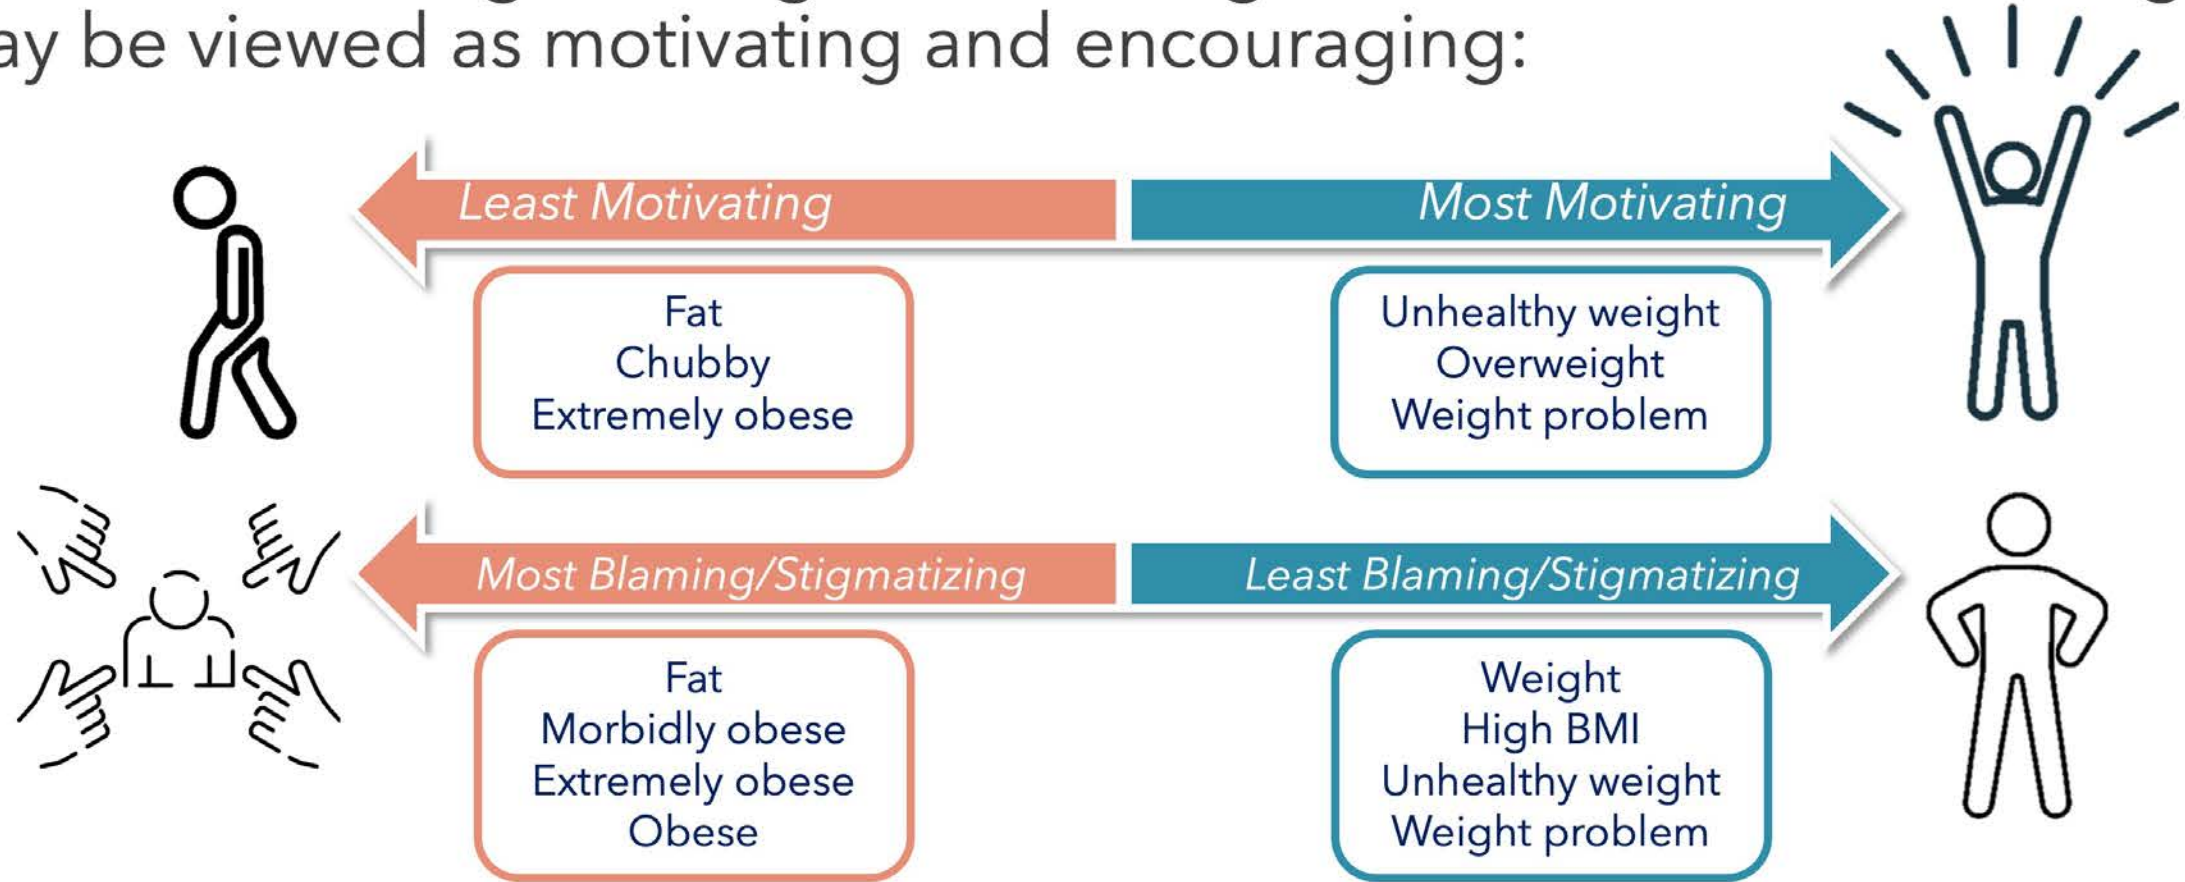 be viewed as motivating and encouraging:
Least Motivating
Most Motivating
Fat
Chubby
Extremely obese
Unhealthy weight
Overweight
Weight problem
Most Blaming/Stigmatizing
Least Blaming/Stigmatizing
Fat
Morbidly obese
Extremely obese
Obese
Weight
High BMI
Unhealthy weight
Weight problem